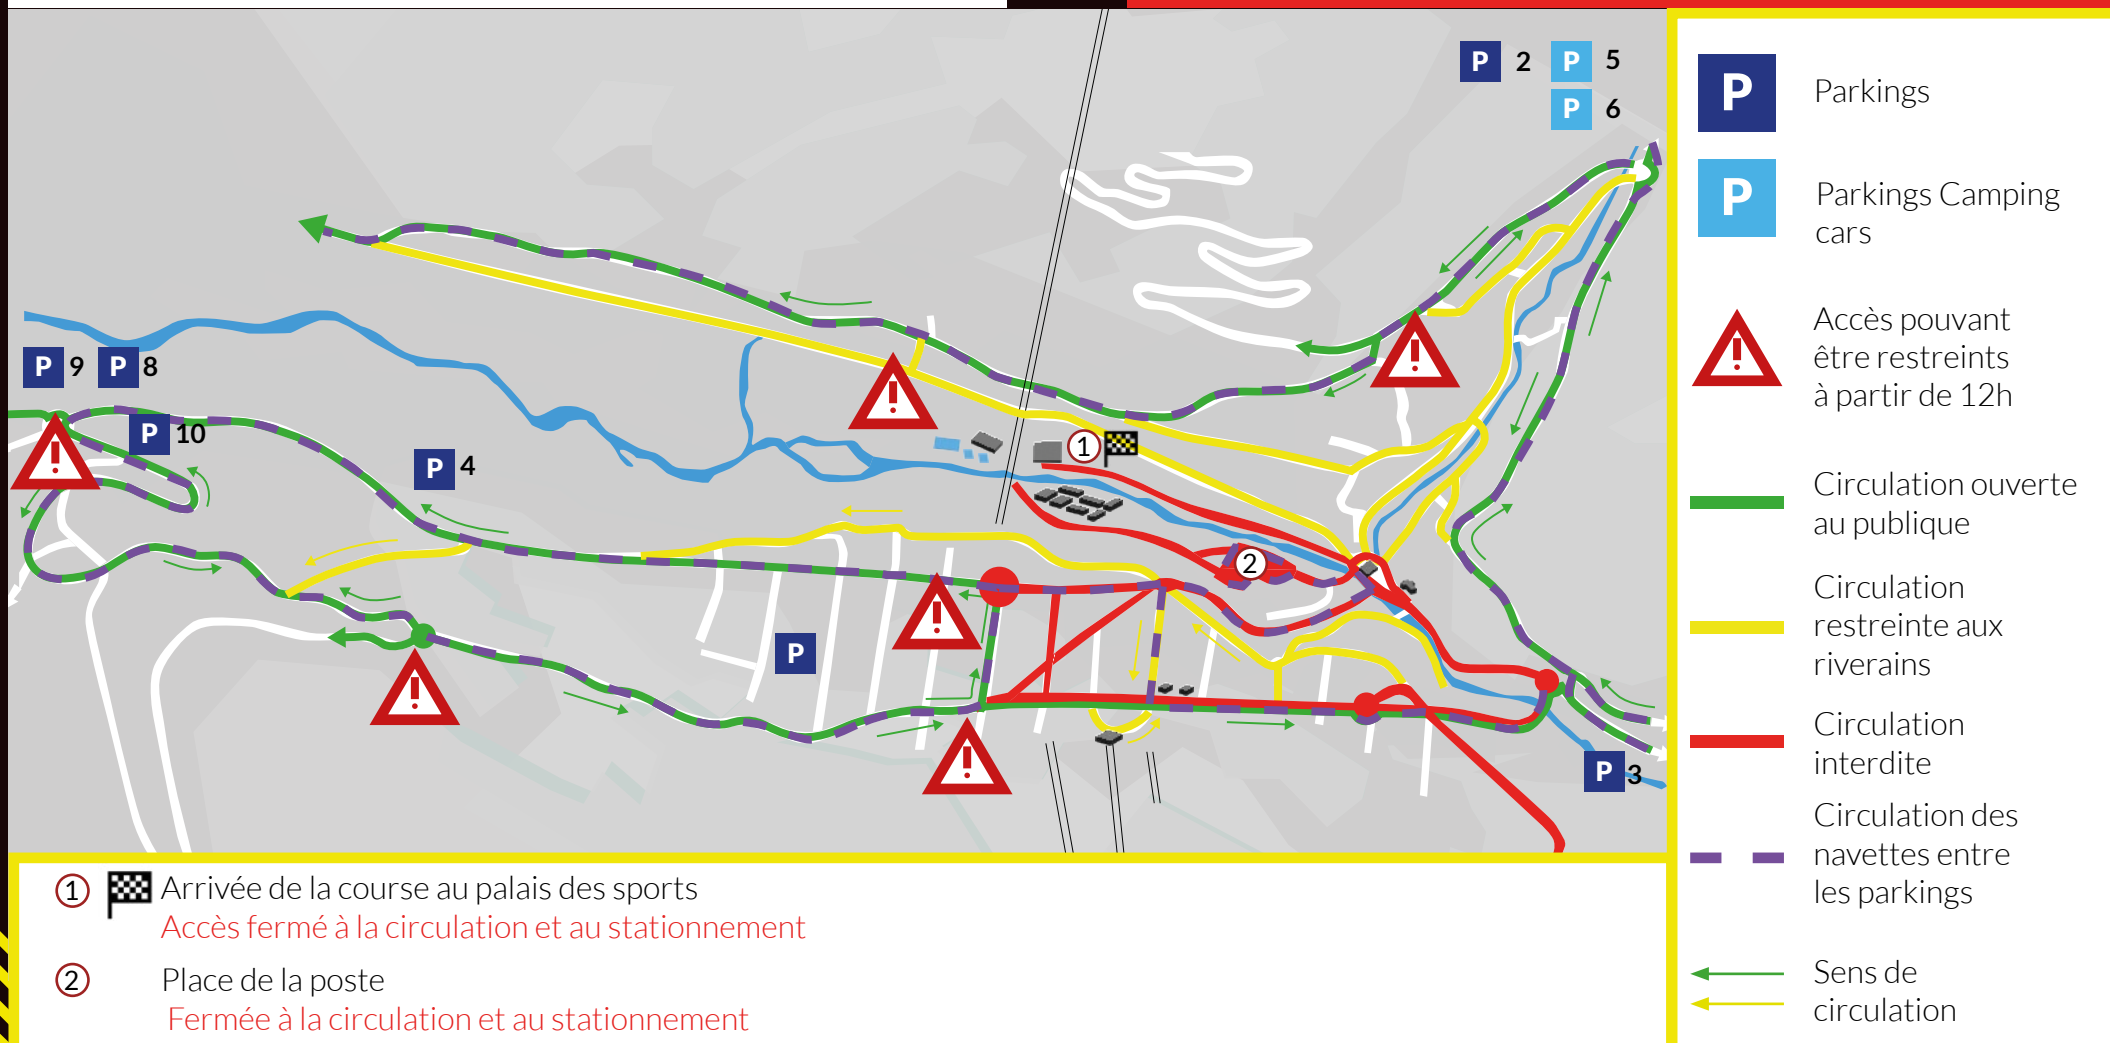 P 2 P 5
P 6
P 9 P 8
P 10
P 4
1
2
P
P 3
P Parkings
P Parkings Camping
cars
Accès pouvant
être restreints
à partir de 12h
Circulation ouverte
au publique
Circulation
restreinte aux
riverains
Circulation
interdite
Circulation des
navettes entre
les parkings
Sens de
circulation
1 Arrivée de la course au palais des sports
Accès fermé à la circulation et au stationnement
2 Place de la poste
Fermée à la circulation et au stationnement